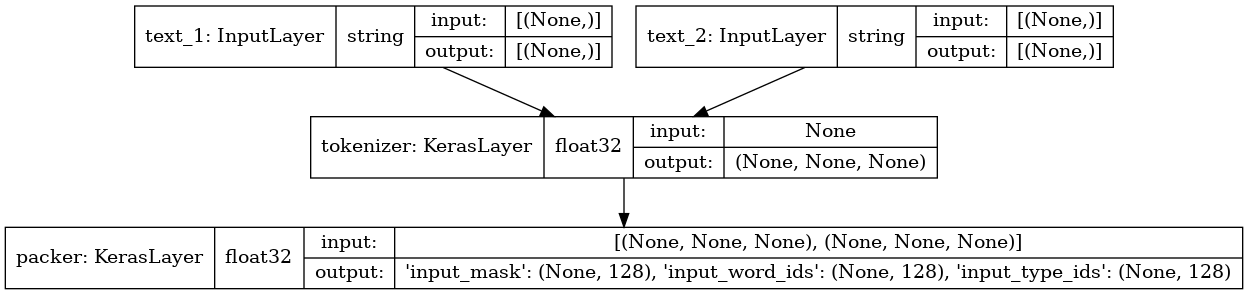 text_1: InputLayer string input: [(None,)] output: [(None,)]
text_2: InputLayer string input: [(None,)] output: [(None,)]
tokenizer: KerasLayer float32 input: None output: (None, None, None)
packer: KerasLayer float32 input: [(None, None, None), (None, None, None)] output: 'input_mask': (None, 128), 'input_word_ids': (None, 128), 'input_type_ids': (None, 128)